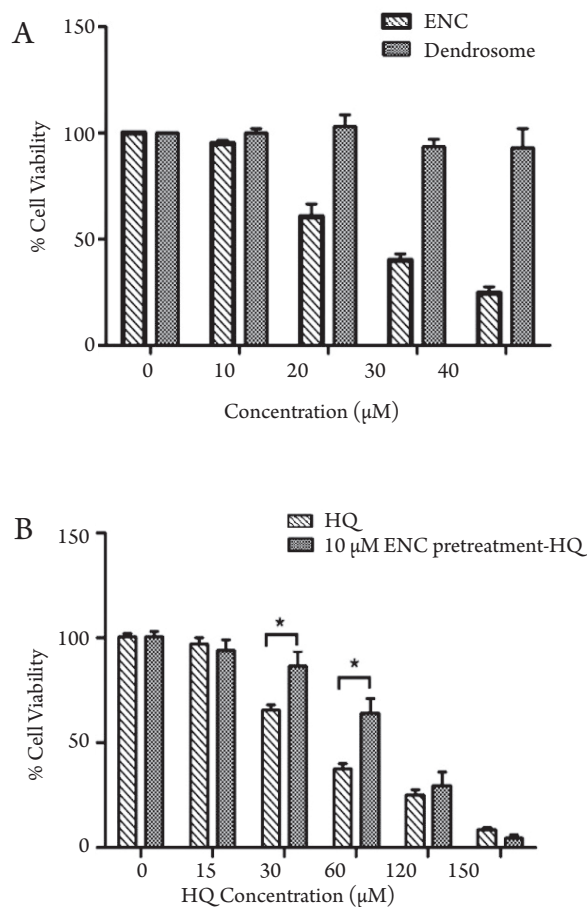 A
ENC
Dendrosome
150
100
50
0
% Cell Viability
0 10 20 30 40
Concentration (µM)
B
HQ
10 µM ENC pretreatment-HQ
150
100
50
0
% Cell Viability
* *
0 15 30 60 120 150
HQ Concentration (µM)